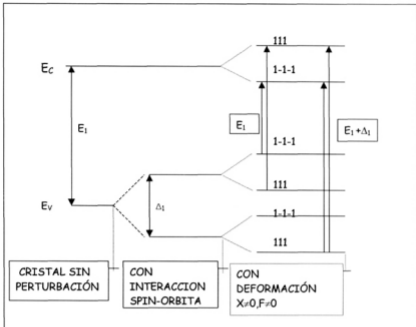 111
E_C
1-1-1
E_1
E_1
E_1+Δ_1
1-1-1
Δ_1
111
E_V
1-1-1
111
CRISTAL SIN
PERTURBACIÓN
CON
INTERACCION
SPIN-ORBITA
CON
DEFORMACIÓN
X≠0,F≠0